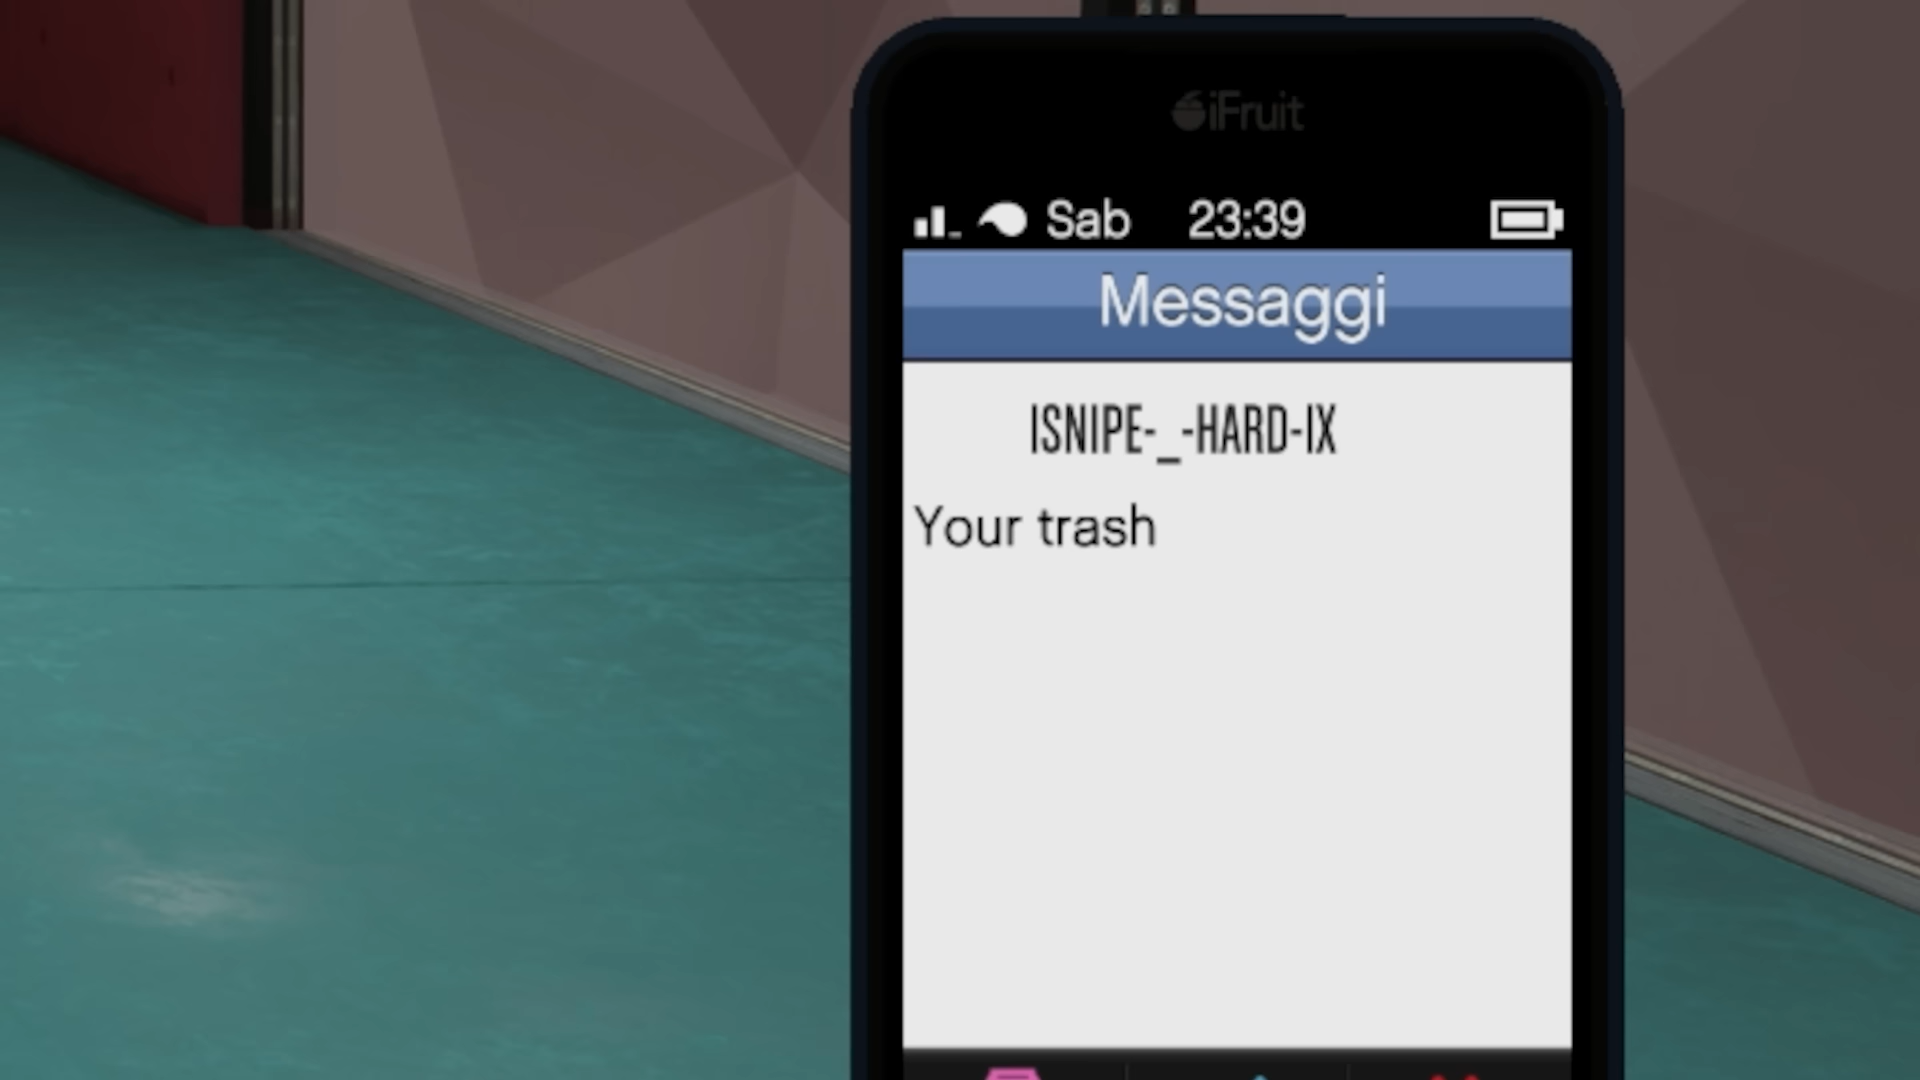 iFruit
Sab 23:39
Messaggi
ISNIPE-_-HARD-IX
Your trash